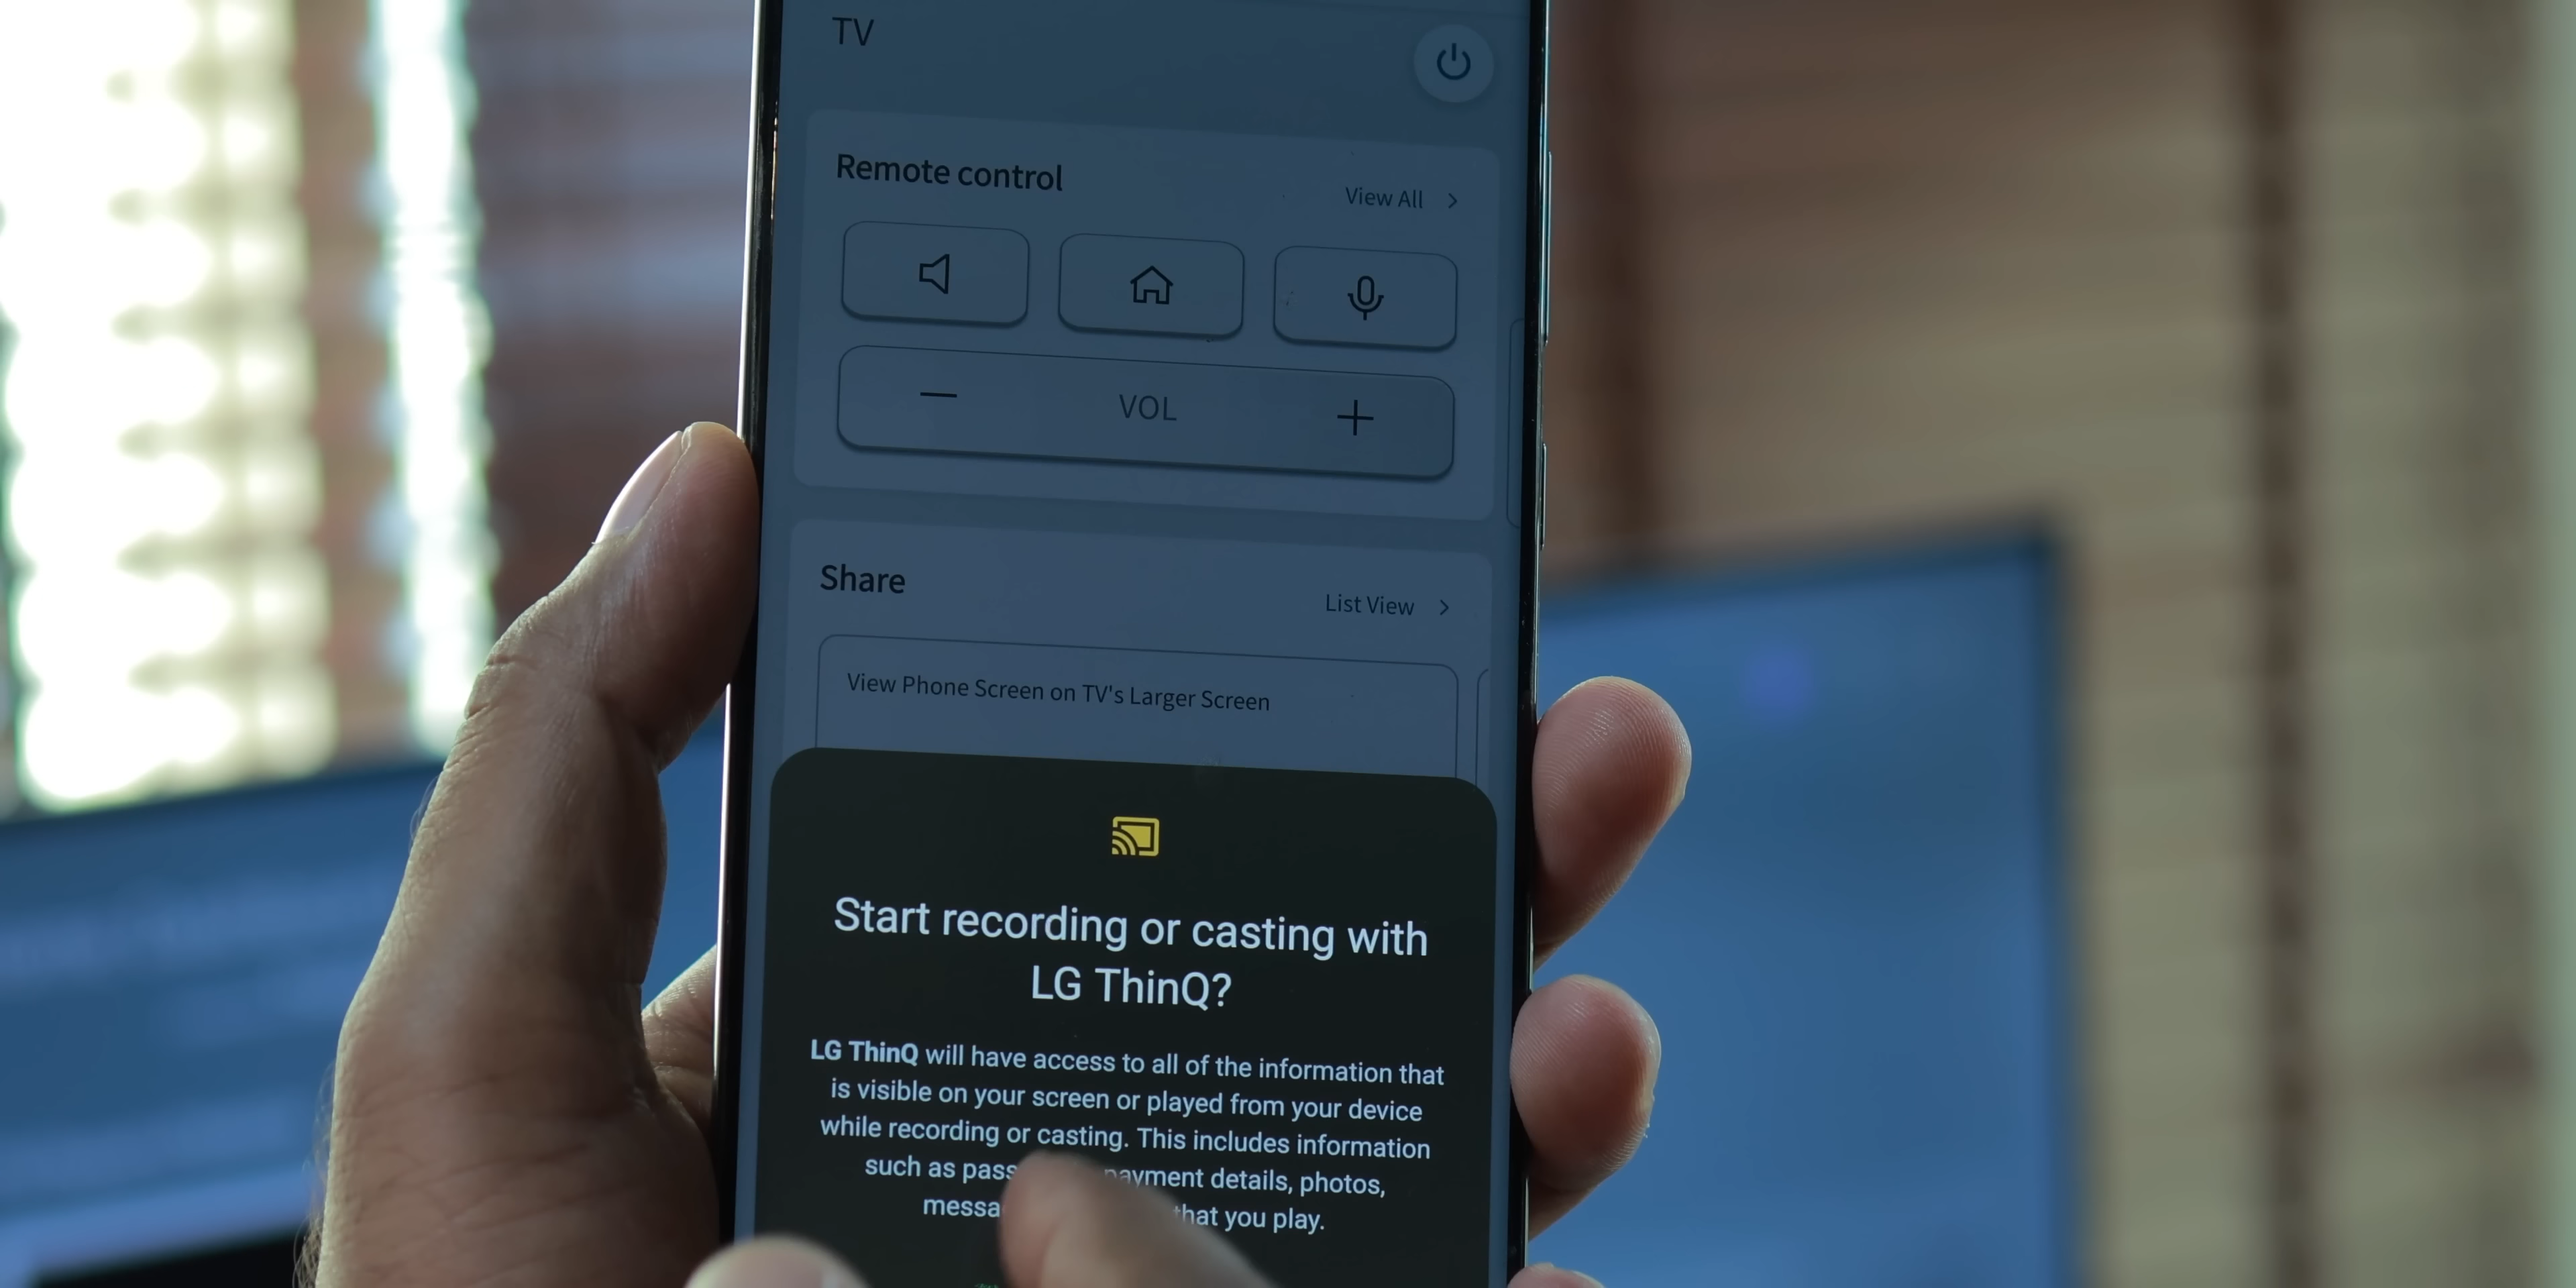 TV
Remote control
View All
VOL
Share
List View
View Phone Screen on TV's Larger Screen
Start recording or casting with
LG ThinQ?
LG ThinQ will have access to all of the information that
is visible on your screen or played from your device
while recording or casting. This includes information
such as payment details, photos,
that you play.